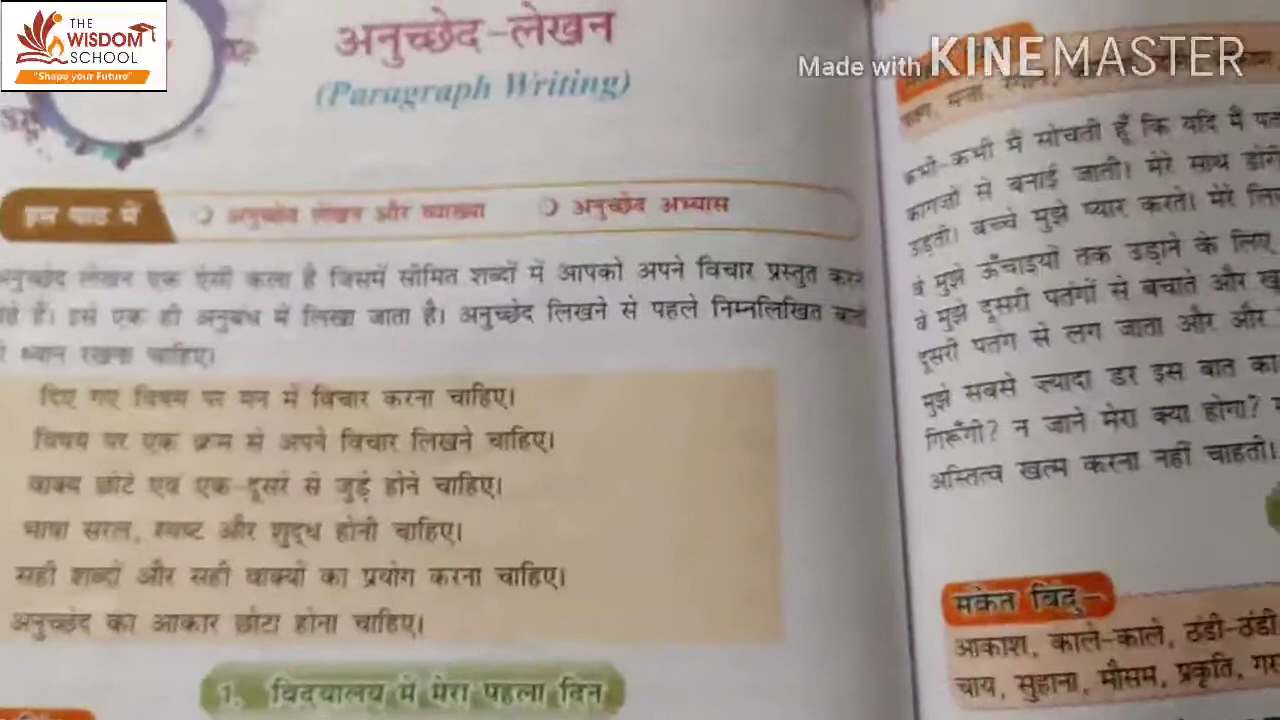 THE
WISDOM
SCHOOL
"Shape your Future"
Made with KINEMASTER
अनुच्छेद-लेखन
(Paragraph Writing)
इस पाठ में
अनुच्छेद लेखन और व्याख्या
अनुच्छेद अभ्यास
अनुच्छेद लेखन एक ऐसी कला है जिसमें सीमित शब्दों में आपको अपने विचार प्रस्तुत करने
हैं। इसे एक ही अनुबंध में लिखा जाता है। अनुच्छेद लिखने से पहले निम्नलिखित बातों
ध्यान रखना चाहिए।
दिए गए विषय पर मन में विचार करना चाहिए।
विषय पर एक क्रम से अपने विचार लिखने चाहिए।
वाक्य छोटे एवं एक-दूसरे से जुड़े होने चाहिए।
भाषा सरल, स्पष्ट और शुद्ध होनी चाहिए।
सही शब्दों और सही वाक्यों का प्रयोग करना चाहिए।
अनुच्छेद का आकार छोटा होना चाहिए।
1. विद्यालय में मेरा पहला दिन
कभी-कभी मैं सोचती हूँ कि यदि मैं
कागजों से बनाई जाती। मेरे साथ
उड़ती। बच्चे मुझे प्यार करते। मेरे
वे मुझे ऊँचाइयों तक उड़ाने के लिए
वे मुझे दूसरी पतंगों से बचाते और
दूसरी पतंग से लग जाता और और
मुझे सबसे ज्यादा डर इस बात का
गिरूँगी? न जाने मेरा क्या होगा?
अस्तित्व खत्म करना नहीं चाहती।
संकेत बिंदु-
आकाश, काले-काले, ठंडी-ठंडी
चाय, सुहाना, मौसम, प्रकृति,